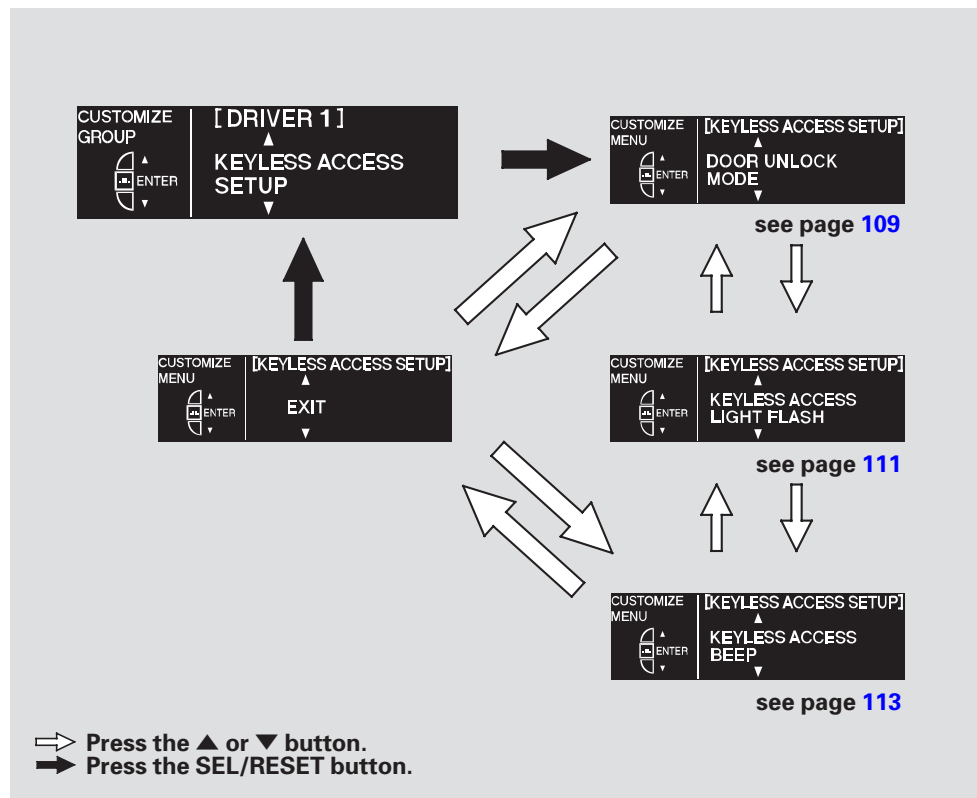 CUSTOMIZE
GROUP
ENTER
[ DRIVER 1 ]
▲
KEYLESS ACCESS
SETUP
▼
CUSTOMIZE
MENU
ENTER
[KEYLESS ACCESS SETUP]
▲
DOOR UNLOCK
MODE
▼
see page 109
CUSTOMIZE
MENU
ENTER
[KEYLESS ACCESS SETUP]
▲
EXIT
▼
CUSTOMIZE
MENU
ENTER
[KEYLESS ACCESS SETUP]
▲
KEYLESS ACCESS
LIGHT FLASH
▼
see page 111
CUSTOMIZE
MENU
ENTER
[KEYLESS ACCESS SETUP]
▲
KEYLESS ACCESS
BEEP
▼
see page 113
Press the ▲ or ▼ button.
Press the SEL/RESET button.